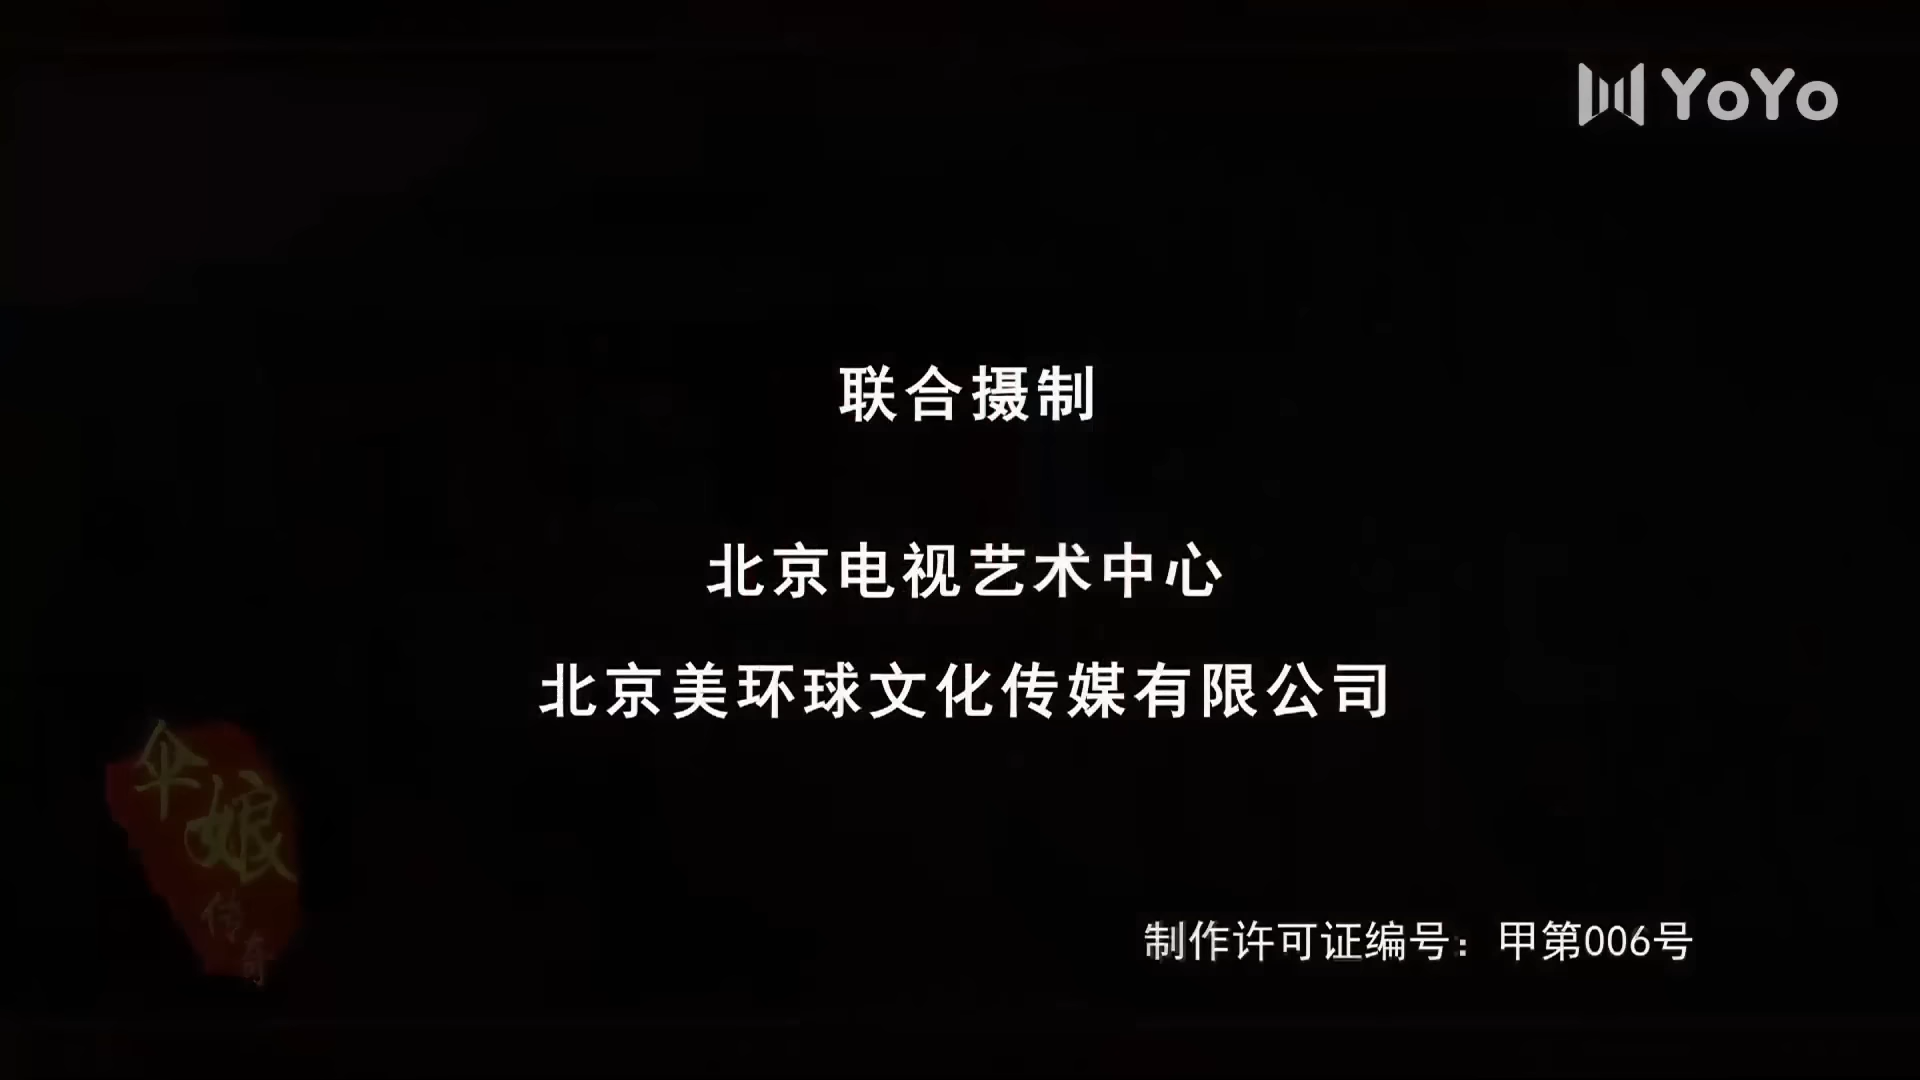 YoYo
联合摄制
北京电视艺术中心
北京美环球文化传媒有限公司
伞娘
传奇
制作许可证编号：甲第006号